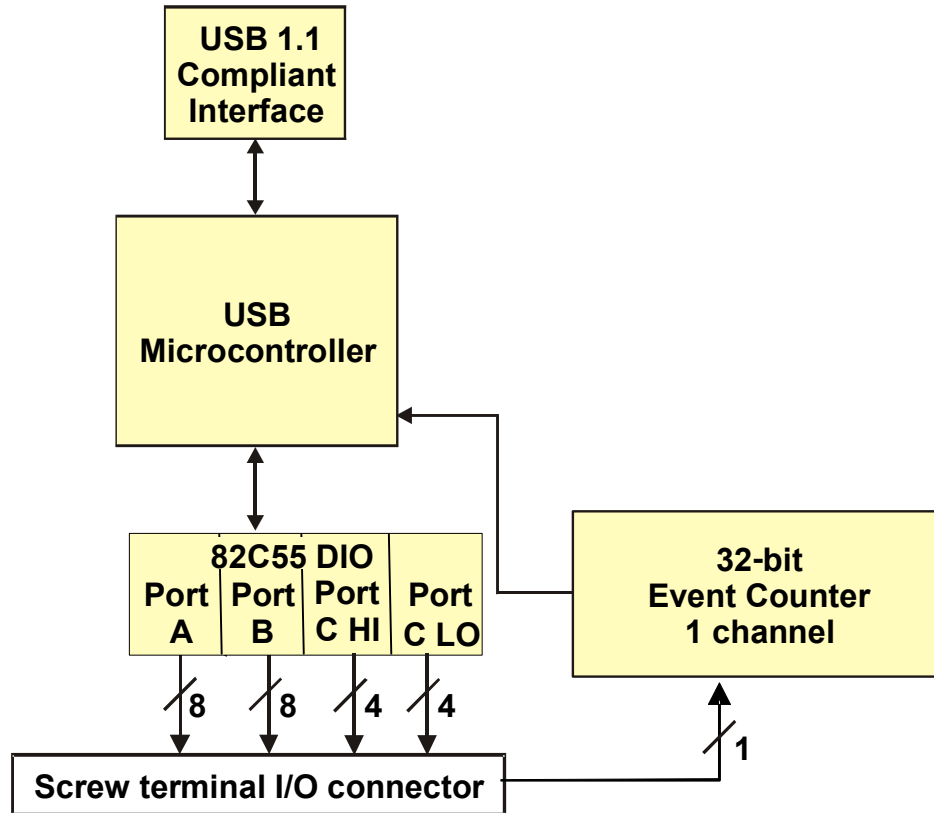 USB 1.1
Compliant
Interface
USB
Microcontroller
82C55 DIO
Port
A
Port
B
Port
C HI
Port
C LO
32-bit
Event Counter
1 channel
8
8
4
4
1
Screw terminal I/O connector